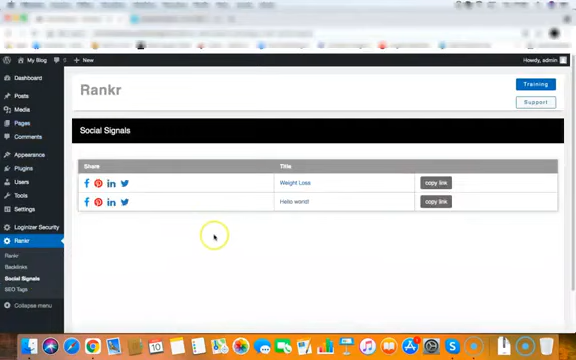 My Blog
0
+ New
Howdy, admin
Dashboard
Posts
Media
Pages
Comments
Appearance
Plugins
Users
Tools
Settings
Loginizer Security
Rankr
Rankr
Backlinks
Social Signals
SEO Tags
Collapse menu
Rankr
Training
Support
Social Signals
Share Title
Weight Loss copy link
Hello world copy link
10